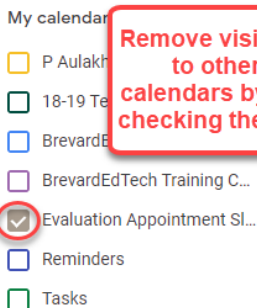 My calendar
Remove visi
to other
calendars b
checking the
P Aulakh
18-19 Te
BrevardE
BrevardEdTech Training C...
Evaluation Appointment Sl...
Reminders
Tasks